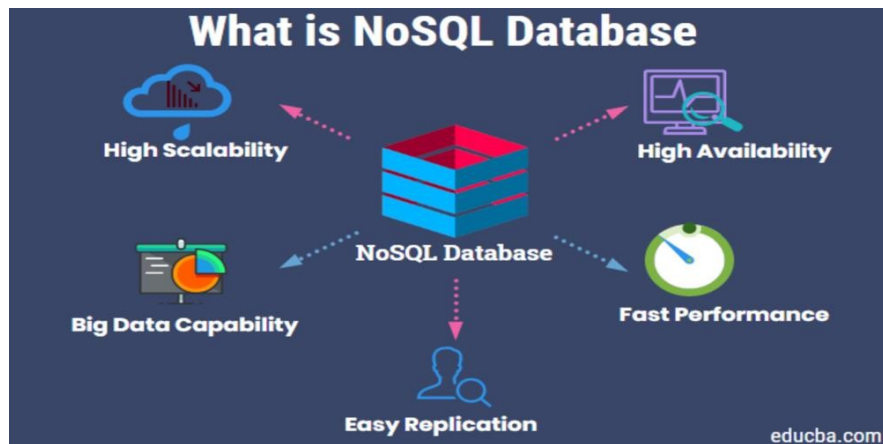 What is NoSQL Database
High Scalability
High Availability
NoSQL Database
Big Data Capability
Fast Performance
Easy Replication
educba.com